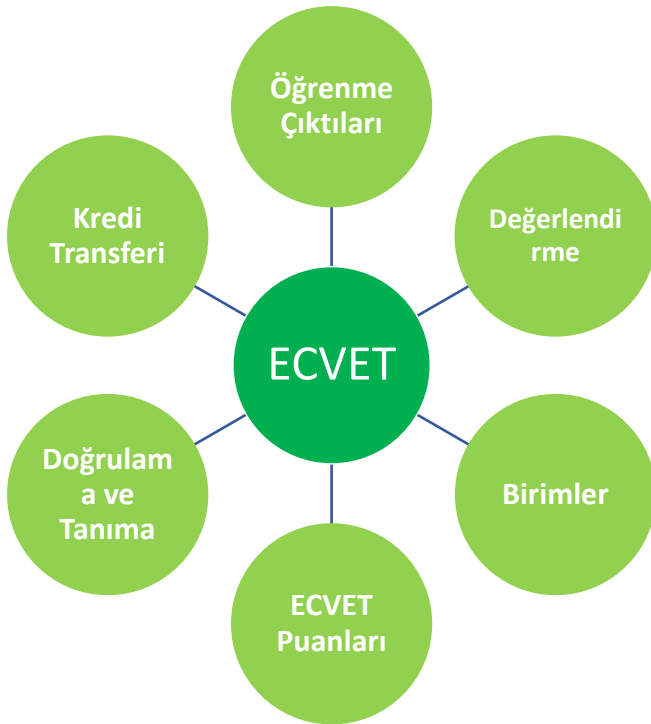 Öğrenme
Çıktıları
Kredi
Transferi
Değerlendi
rme
ECVET
Doğrulam
a ve
Tanıma
Birimler
ECVET
Puanları